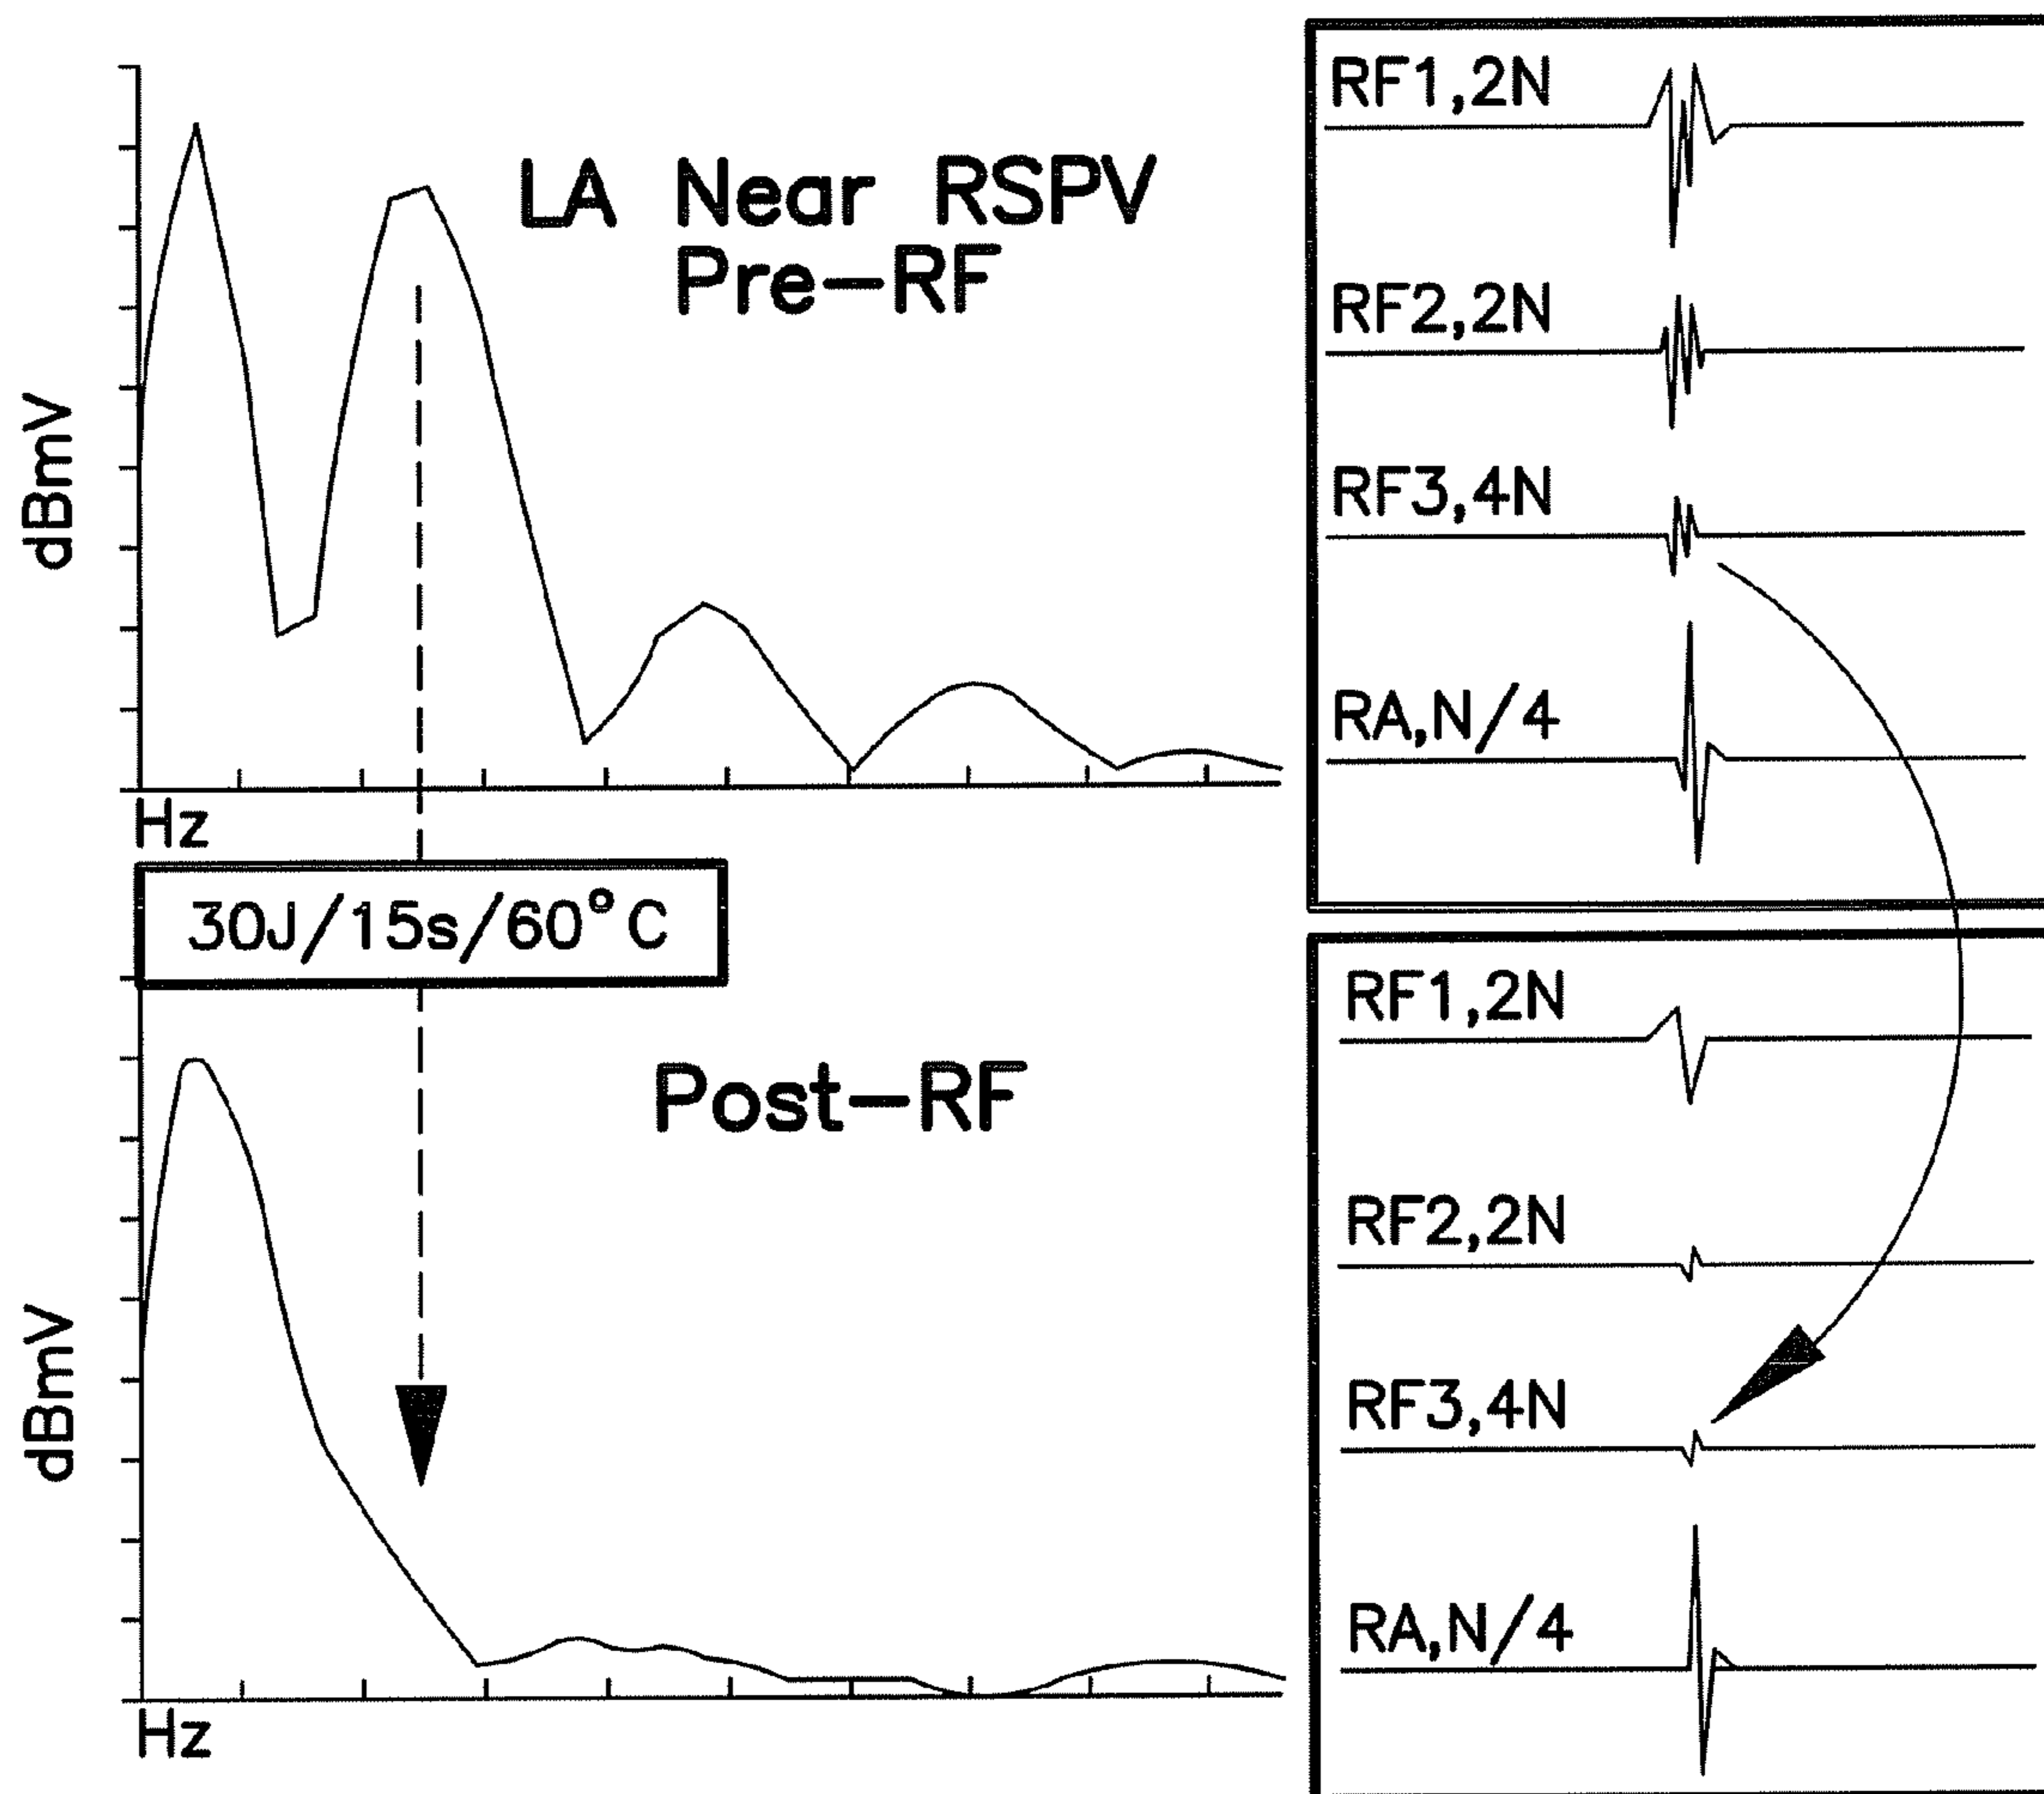 LA Near RSPV
Pre-RF
dBmV
Hz
RF1,2N
RF2,2N
RF3,4N
RA,N/4
30J/15s/60°C
Post-RF
dBmV
Hz
RF1,2N
RF2,2N
RF3,4N
RA,N/4